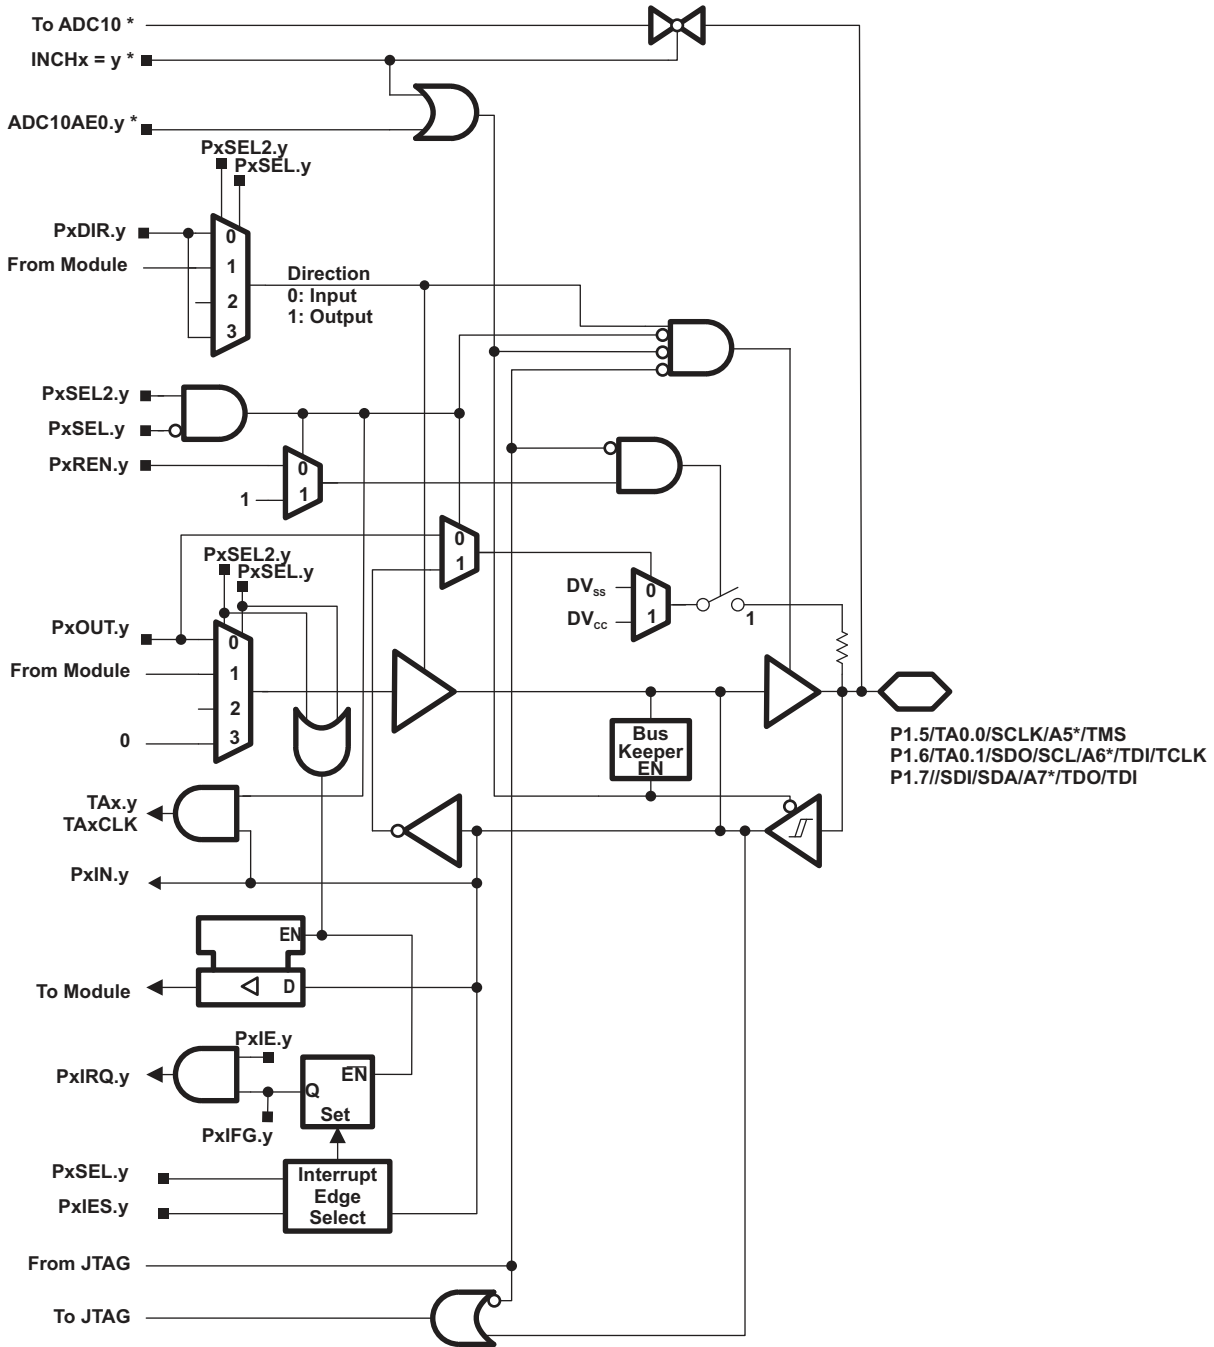 To ADC10 *
INCHx = y *
ADC10AE0.y *
PxSEL2.y
PxSEL.y
PxDIR.y
0
From Module
1
2
3
Direction
0: Input
1: Output
PxSEL2.y
PxSEL.y
PxREN.y
0
1
1
0
1
PxSEL2.y
PxSEL.y
DVss
0
DVcc
1
1
PxOUT.y
0
From Module
1
2
0
3
Bus
Keeper
EN
P1.5/TA0.0/SCLK/A5*/TMS
P1.6/TA0.1/SDO/SCL/A6*/TDI/TCLK
P1.7//SDI/SDA/A7*/TDO/TDI
TAx.y
TAxCLK
PxIN.y
EN
To Module
D
PxIE.y
PxIRQ.y
EN
Q
Set
PxIFG.y
PxSEL.y
PxIES.y
Interrupt
Edge
Select
From JTAG
To JTAG